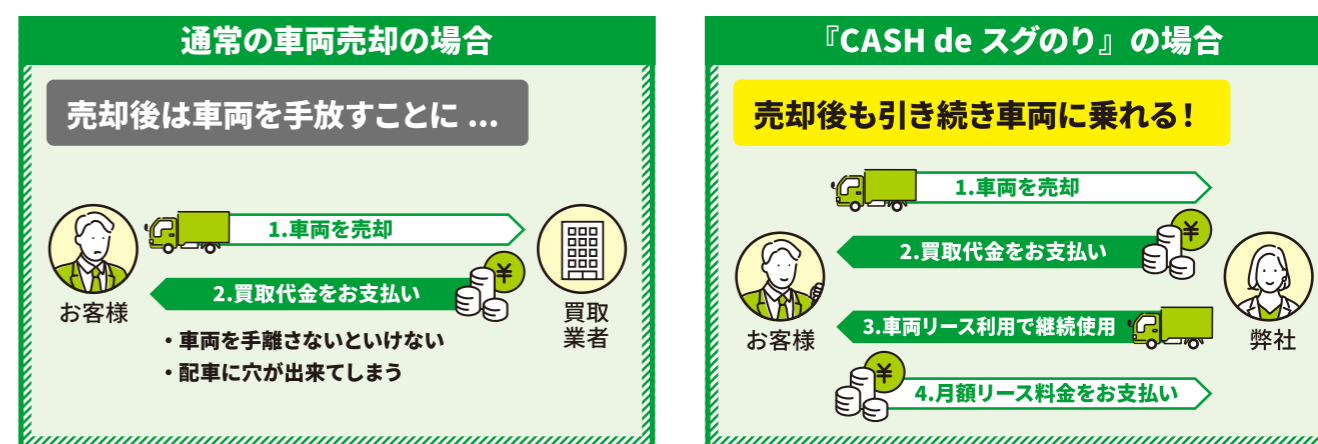 通常の車両売却の場合
売却後は車両を手放すことに ...
1.車両を売却
2.買取代金をお支払い
¥
お客様
買取
業者
・車両を手離さないといけない
・配車に穴が出来てしまう
『CASH de スグのり』の場合
売却後も引き続き車両に乗れる！
1.車両を売却
2.買取代金をお支払い
¥
3.車両リース利用で継続使用
お客様
弊社
¥
4.月額リース料金をお支払い